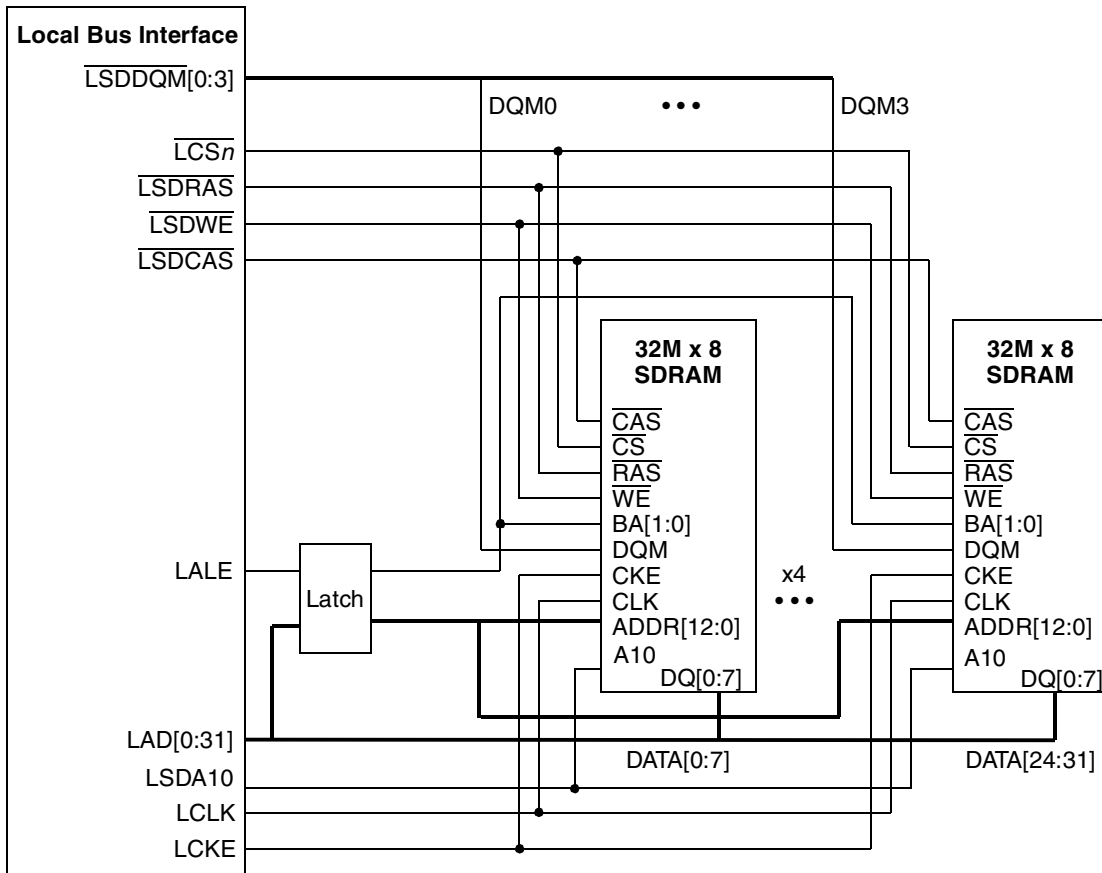 Local Bus Interface
LSDDQM[0:3]
DQM0
DQM3
LCSn
LSDRAS
LSDWE
LSDCAS
32M x 8
SDRAM
CAS
CS
RAS
WE
BA[1:0]
DQM
CKE
CLK
ADDR[12:0]
A10
DQ[0:7]
32M x 8
SDRAM
CAS
CS
RAS
WE
BA[1:0]
DQM
CKE
CLK
ADDR[12:0]
A10
DQ[0:7]
x4
LALE
Latch
LAD[0:31]
DATA[0:7]
DATA[24:31]
LSDA10
LCLK
LCKE